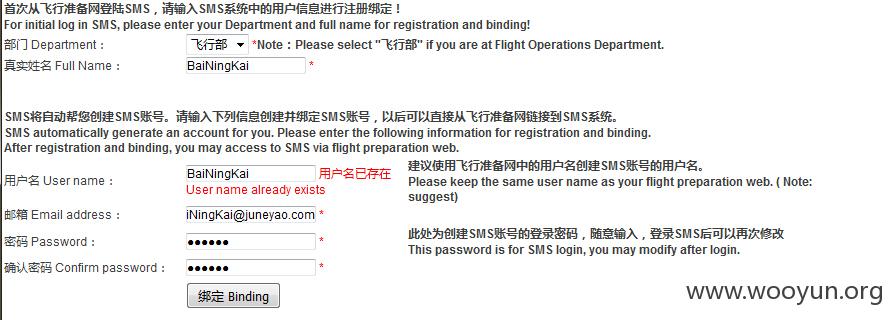 首次从飞行准备网登陆SMS，请输入SMS系统中的用户信息进行注册绑定！
For initial log in SMS, please enter your Department and full name for registration and binding!
部门 Department： 飞行部 *Note：Please select "飞行部" if you are at Flight Operations Department.
真实姓名 Full Name： BaiNingKai *
SMS将自动帮您创建SMS账号。请输入下列信息创建并绑定SMS账号，以后可以直接从飞行准备网链接到SMS系统。
SMS automatically generate an account for you. Please enter the following information for registration and binding.
After registration and binding, you may access to SMS via flight preparation web.
用户名 User name： BaiNingKai 用户名已存在
User name already exists
建议使用飞行准备网中的用户名创建SMS账号的用户名。
Please keep the same user name as your flight preparation web. ( Note:
suggest)
邮箱 Email address： iNingKai@juneyao.com *
密码 Password： ●●●●●● *
此处为创建SMS账号的登录密码，随意输入，登录SMS后可以再次修改
This password is for SMS login, you may modify after login.
确认密码 Confirm password： ●●●●●● *
绑定 Binding
www.wooyun.org